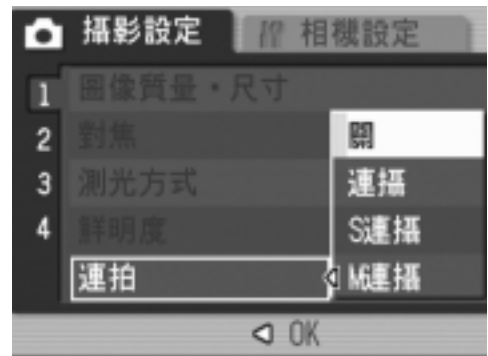 攝影設定 相機設定
1 圖像質量・尺寸
2 對焦
3 測光方式
4 鮮明度
連拍
關
連攝
S連攝
M連攝
OK